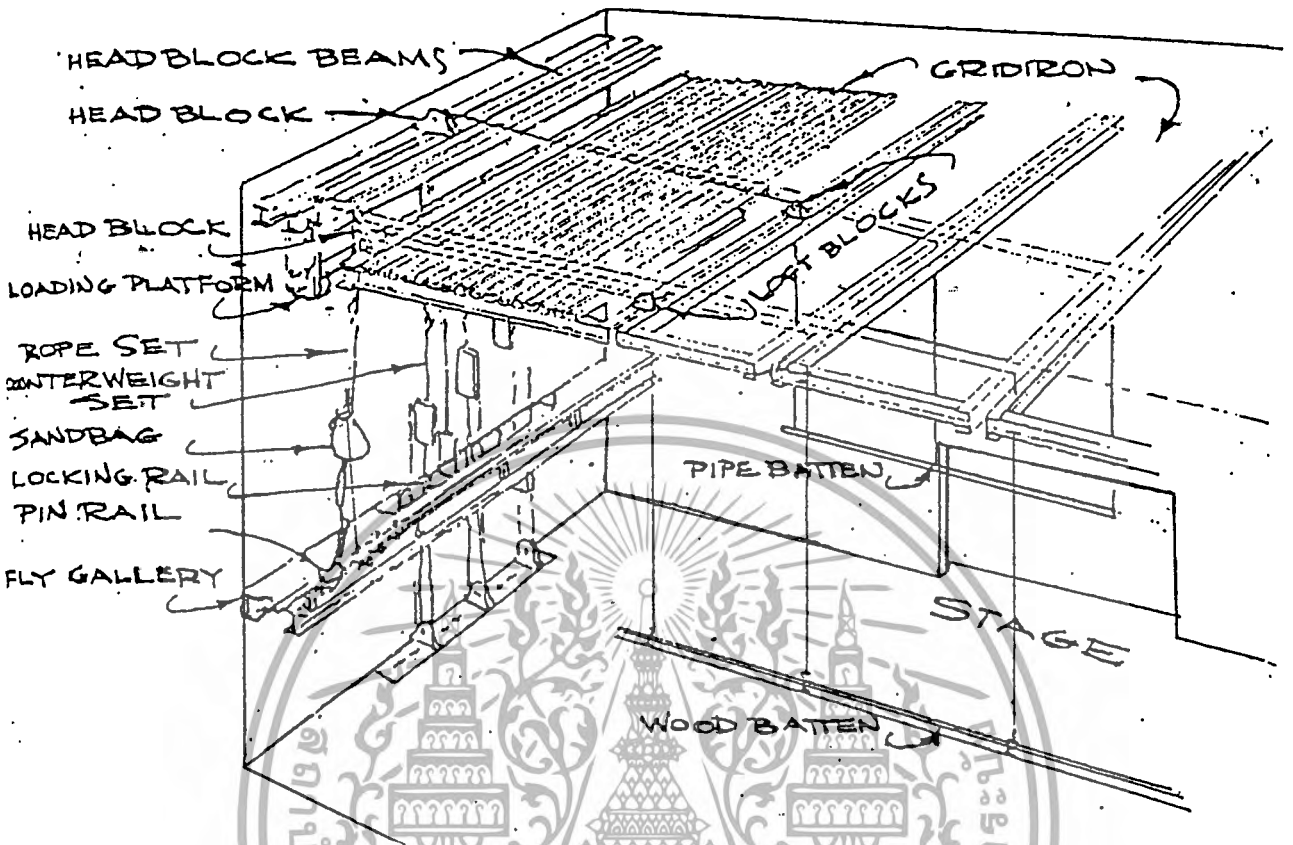 HEAD BLOCK BEAMS
HEAD BLOCK
GRIDIRON
HEAD BLOCK
LOADING PLATFORM
LOFT BLOCKS
ROPE SET
UNTERWEIGHT
SET
SANDBAG
LOCKING RAIL
PIN RAIL
FLY GALLERY
PIPE BATTEN
STAGE
WOOD BATTEN